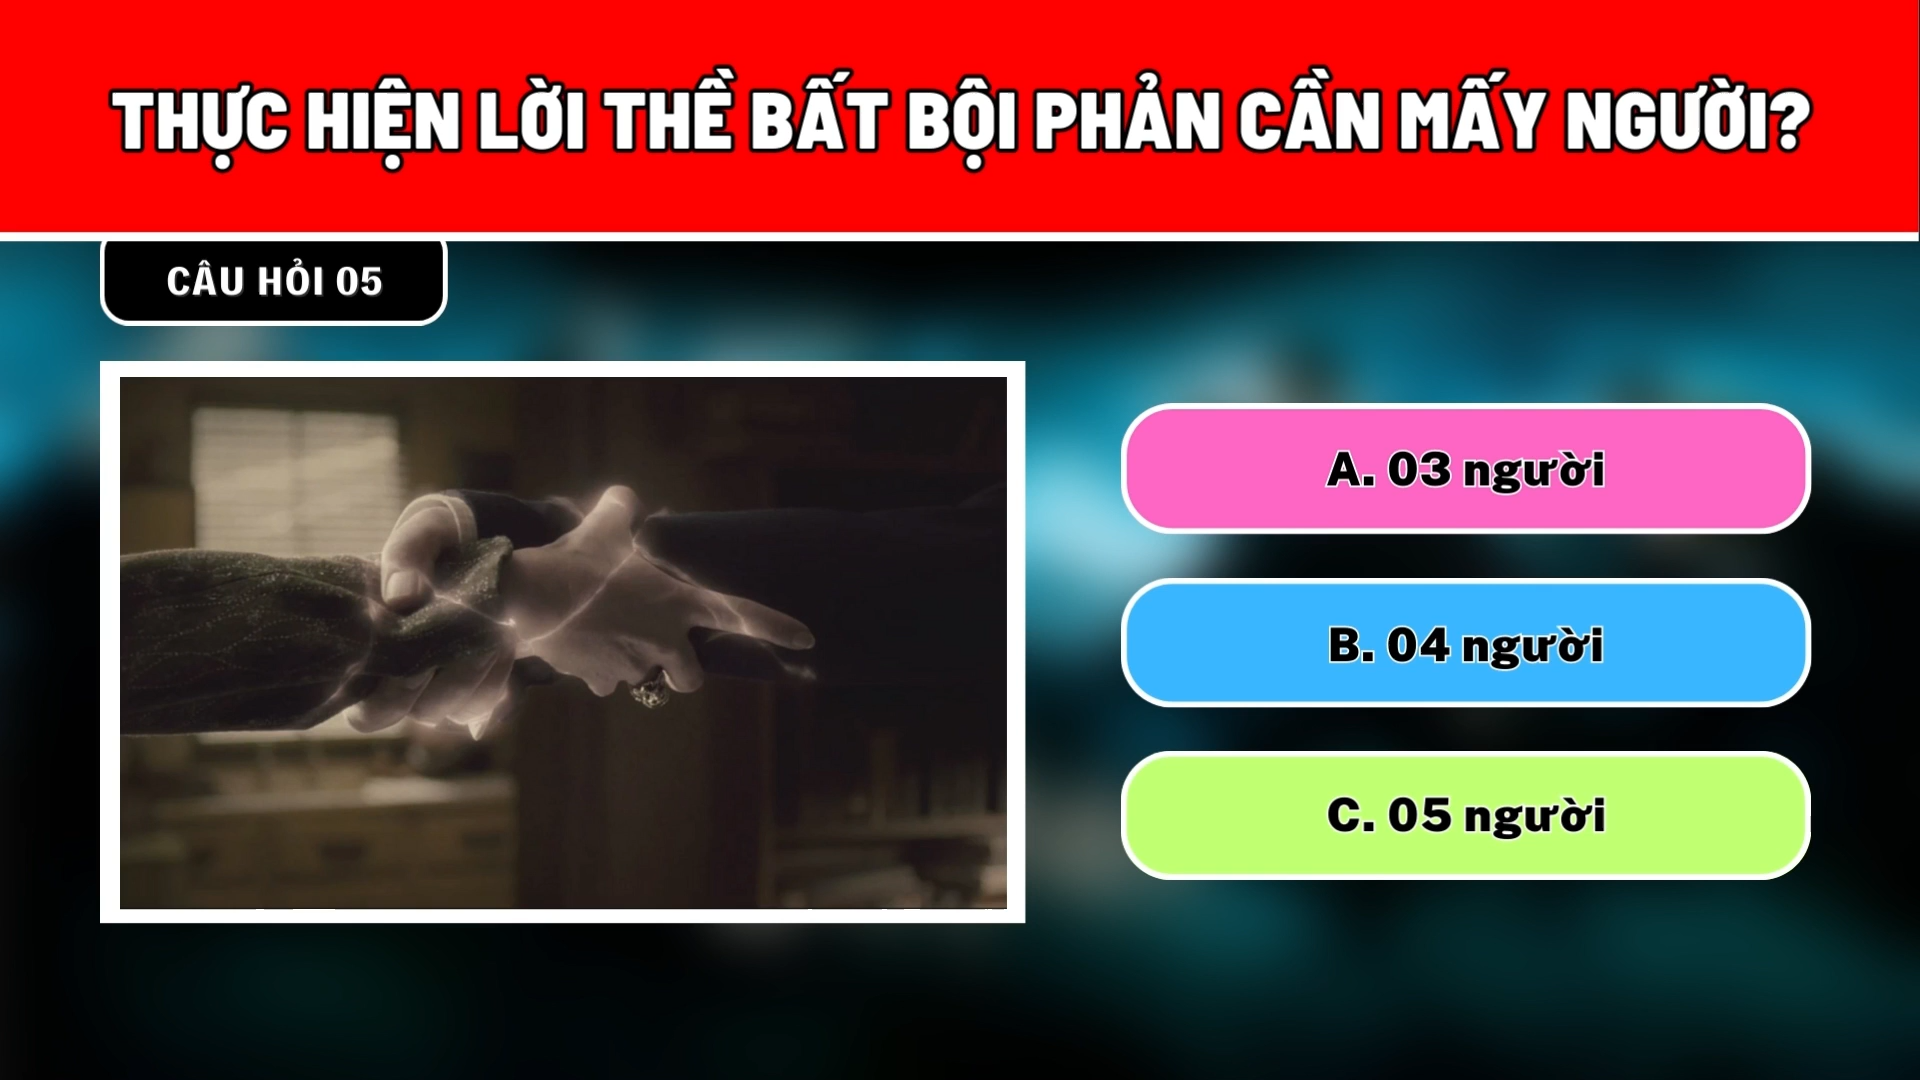 THỰC HIỆN LỜI THỀ BẤT BỘI PHẢN CẦN MẤY NGƯỜI?
CÂU HỎI 05
A. 03 người
B. 04 người
C. 05 người